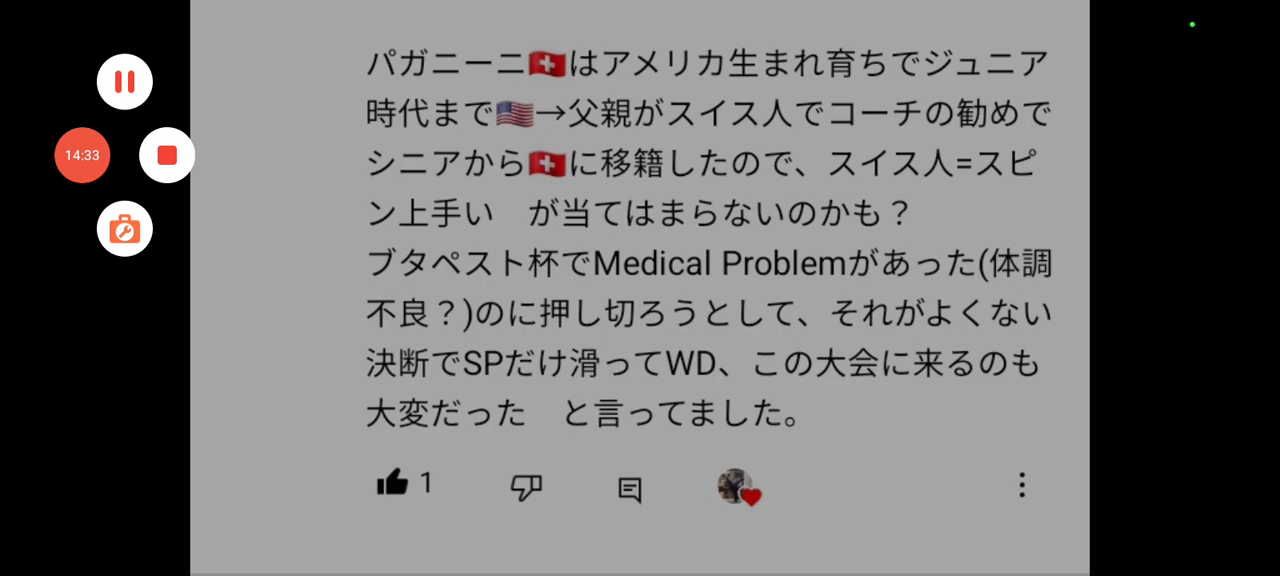 パガニーニ🇨🇭はアメリカ生まれ育ちでジュニア
時代まで🇺🇸→父親がスイス人でコーチの勧めで
シニアから🇨🇭に移籍したので、スイス人=スピ
ン上手い　が当てはまらないのかも？
ブタペスト杯でMedical Problemがあった(体調
不良？)のに押し切ろうとして、それがよくない
決断でSPだけ滑ってWD、この大会に来るのも
大変だった　と言ってました。
14:33
1